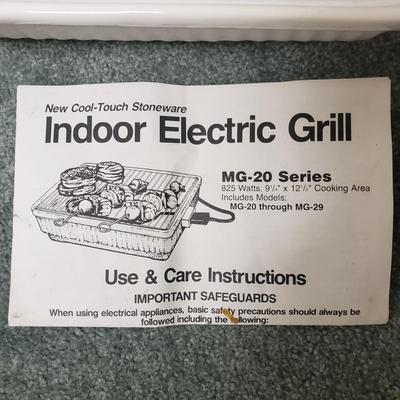 New Cool-Touch Stoneware
Indoor Electric Grill
MG-20 Series
825 Watts, 9¹/₄" x 12¹/₂" Cooking Area
Includes Models:
MG-20 through MG-29
Use & Care Instructions
IMPORTANT SAFEGUARDS
When using electrical appliances, basic safety precautions should always be
followed including the following: